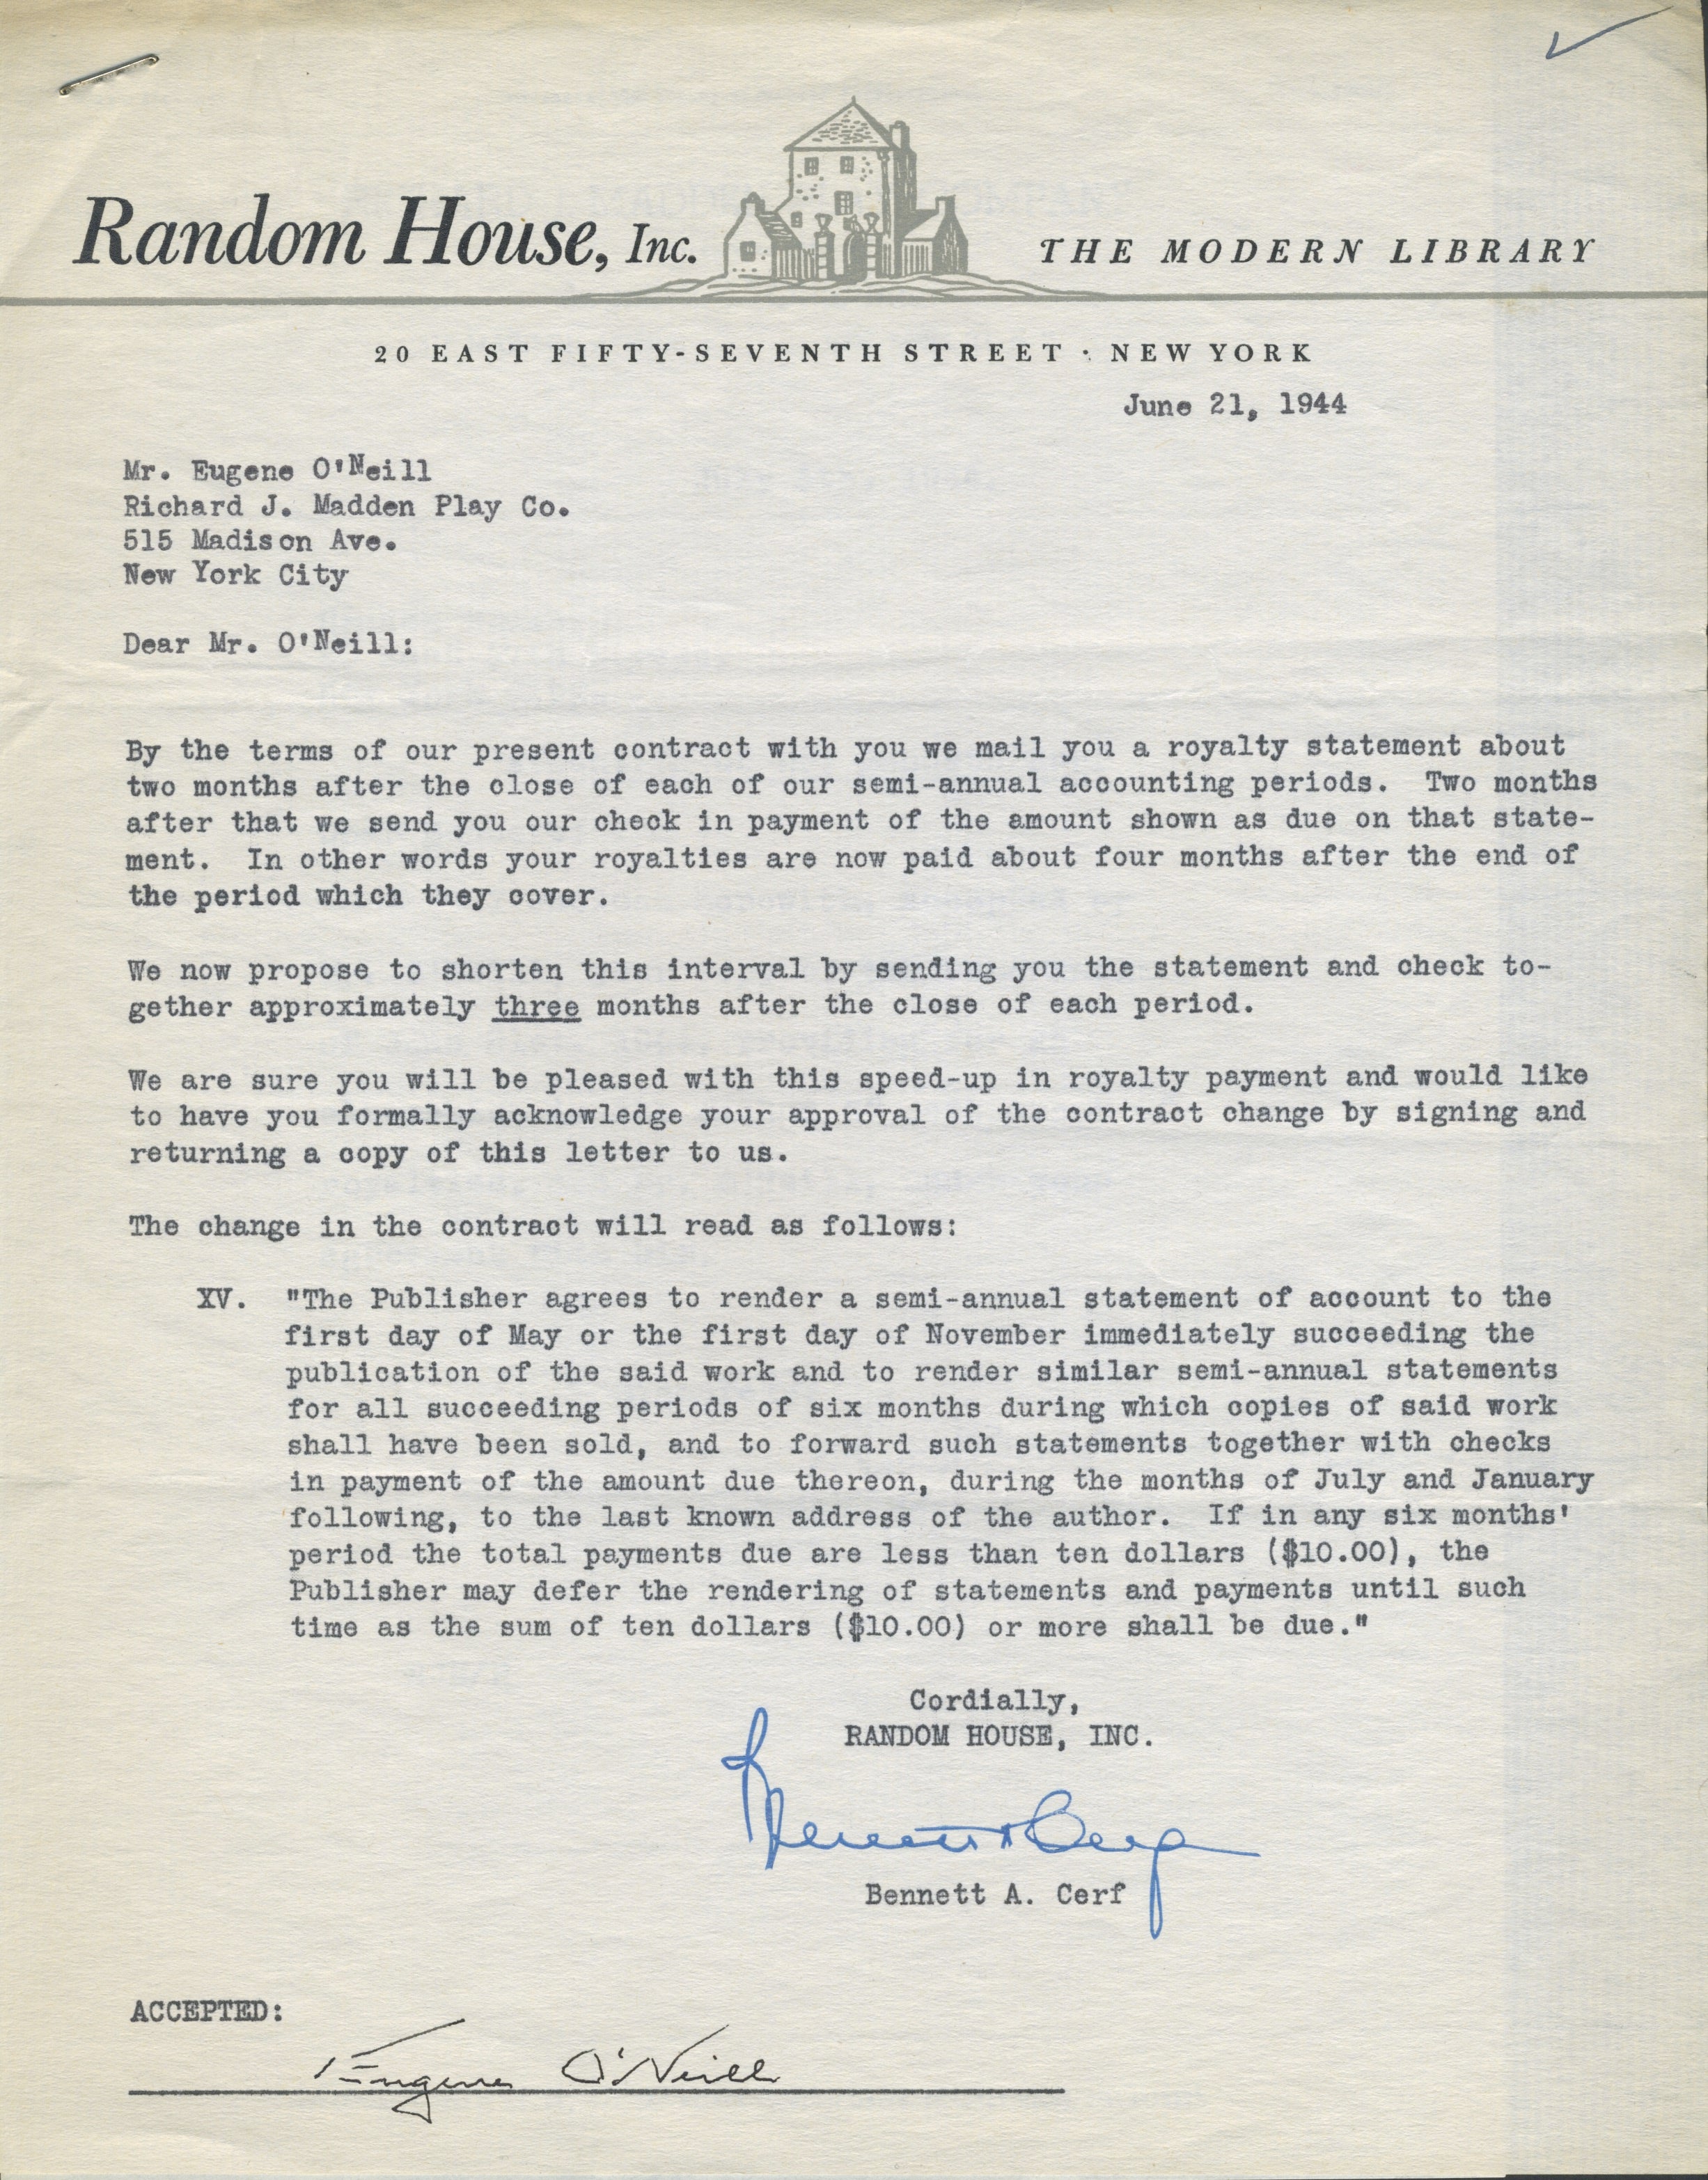 Random House, Inc. THE MODERN LIBRARY
20 EAST FIFTY-SEVENTH STREET · NEW YORK
June 21, 1944
Mr. Eugene O'Neill
Richard J. Madden Play Co.
515 Madison Ave.
New York City
Dear Mr. O'Neill:
By the terms of our present contract with you we mail you a royalty statement about
two months after the close of each of our semi-annual accounting periods. Two months
after that we send you our check in payment of the amount shown as due on that state-
ment. In other words your royalties are now paid about four months after the end of
the period which they cover.
We now propose to shorten this interval by sending you the statement and check to-
gether approximately three months after the close of each period.
We are sure you will be pleased with this speed-up in royalty payment and would like
to have you formally acknowledge your approval of the contract change by signing and
returning a copy of this letter to us.
The change in the contract will read as follows:
XV. "The Publisher agrees to render a semi-annual statement of account to the
first day of May or the first day of November immediately succeeding the
publication of the said work and to render similar semi-annual statements
for all succeeding periods of six months during which copies of said work
shall have been sold, and to forward such statements together with checks
in payment of the amount due thereon, during the months of July and January
following, to the last known address of the author. If in any six months'
period the total payments due are less than ten dollars ($10.00), the
Publisher may defer the rendering of statements and payments until such
time as the sum of ten dollars ($10.00) or more shall be due."
Cordially,
RANDOM HOUSE, INC.
Bennett A Cerf
Bennett A. Cerf
ACCEPTED:
Eugene O'Neill